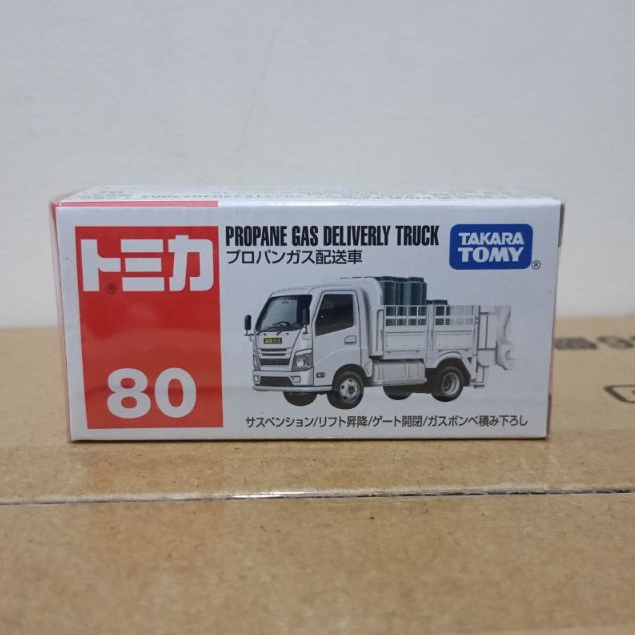 トミカ
®
80
PROPANE GAS DELIVERLY TRUCK
プロパンガス配送車
TAKARA
TOMY
®
サスペンション/リフト昇降/ゲート開閉/ガスボンベ積み下ろし